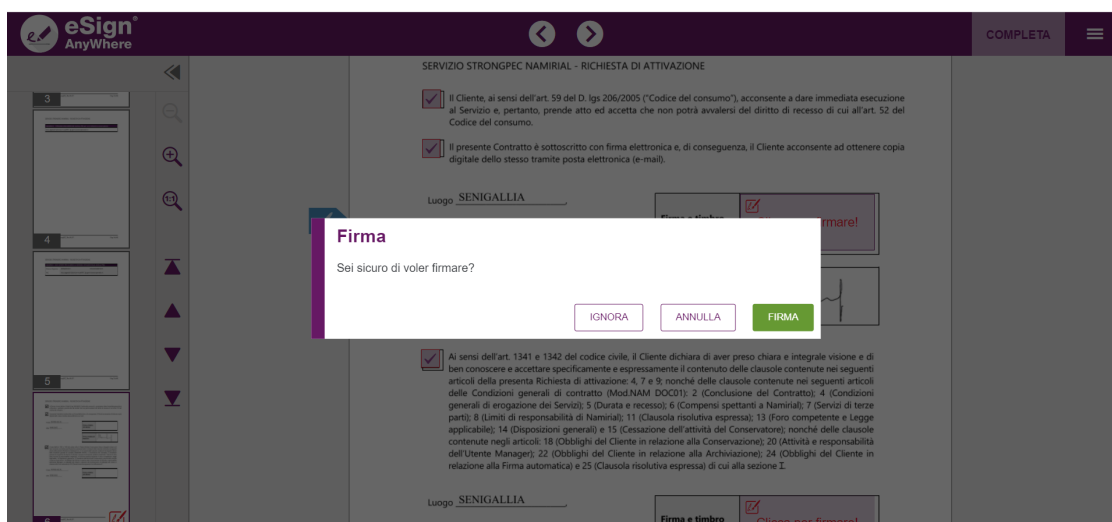 eSign®
AnyWhere
COMPLETA
SERVIZIO STRONGPEC NAMIRIAL - RICHIESTA DI ATTIVAZIONE
3
Il Cliente, ai sensi dell'art. 59 del D. lgs 206/2005 ("Codice del consumo"), acconsente a dare immediata esecuzione
al Servizio e, pertanto, prende atto ed accetta che non potrà avvalersi del diritto di recesso di cui all'art. 52 del
Codice del consumo.
Il presente Contratto è sottoscritto con firma elettronica e, di conseguenza, il Cliente acconsente ad ottenere copia
digitale dello stesso tramite posta elettronica (e-mail).
1:1
Luogo SENIGALLIA
Firma e timbro
rmare!
4
Firma
Sei sicuro di voler firmare?
IGNORA
ANNULLA
FIRMA
5
Ai sensi dell'art. 1341 e 1342 del codice civile, il Cliente dichiara di aver preso chiara e integrale visione e di
ben conoscere e accettare specificamente e espressamente il contenuto delle clausole contenute nei seguenti
articoli della presenta Richiesta di attivazione: 4, 7 e 9; nonché delle clausole contenute nei seguenti articoli
delle Condizioni generali di contratto (Mod.NAM DOC01): 2 (Conclusione del Contratto); 4 (Condizioni
generali di erogazione dei Servizi); 5 (Durata e recesso); 6 (Compensi spettanti a Namirial); 7 (Servizi di terze
parti); 8 (Limiti di responsabilità di Namirial); 11 (Clausola risolutiva espressa); 13 (Foro competente e Legge
applicabile); 14 (Disposizioni generali) e 15 (Cessazione dell'attività del Conservatore); nonché delle clausole
contenute negli articoli: 18 (Obblighi del Cliente in relazione alla Conservazione); 20 (Attività e responsabilità
dell'Utente Manager); 22 (Obblighi del Cliente in relazione alla Archiviazione); 24 (Obblighi del Cliente in
relazione alla Firma automatica) e 25 (Clausola risolutiva espressa) di cui alla sezione I.
Luogo SENIGALLIA
Firma e timbro
Clicca per firmare!
6